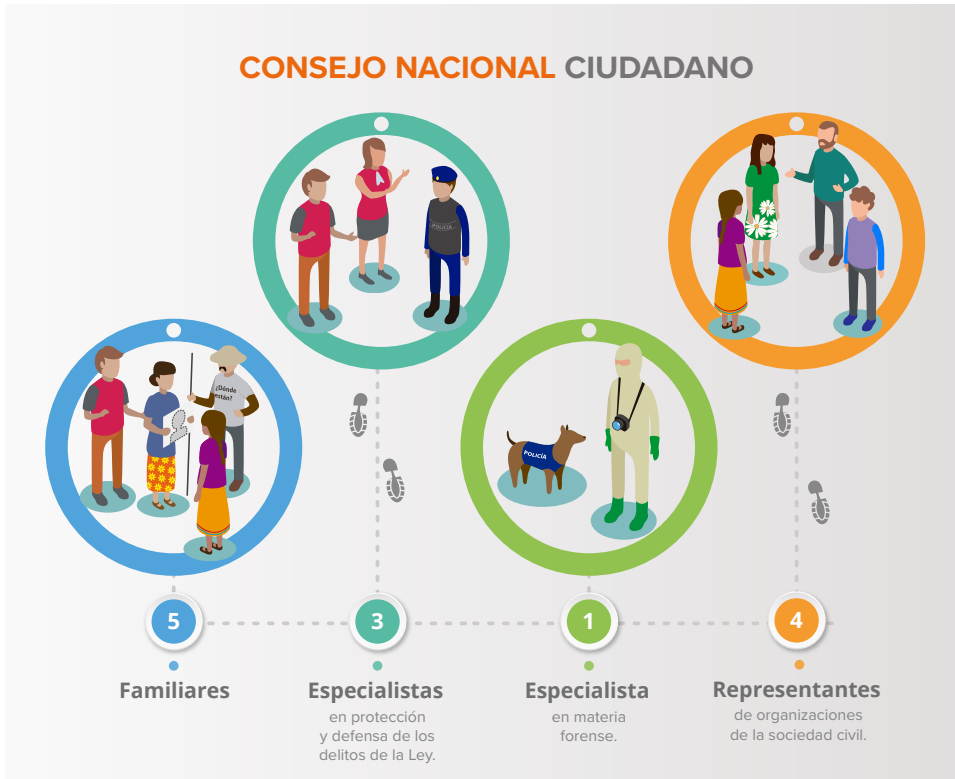 CONSEJO NACIONAL CIUDADANO
POLICÍA
¿Dónde
están?
POLICÍA
5
3
1
4
Familiares
Especialistas
en protección
y defensa de los
delitos de la Ley.
Especialista
en materia
forense.
Representantes
de organizaciones
de la sociedad civil.